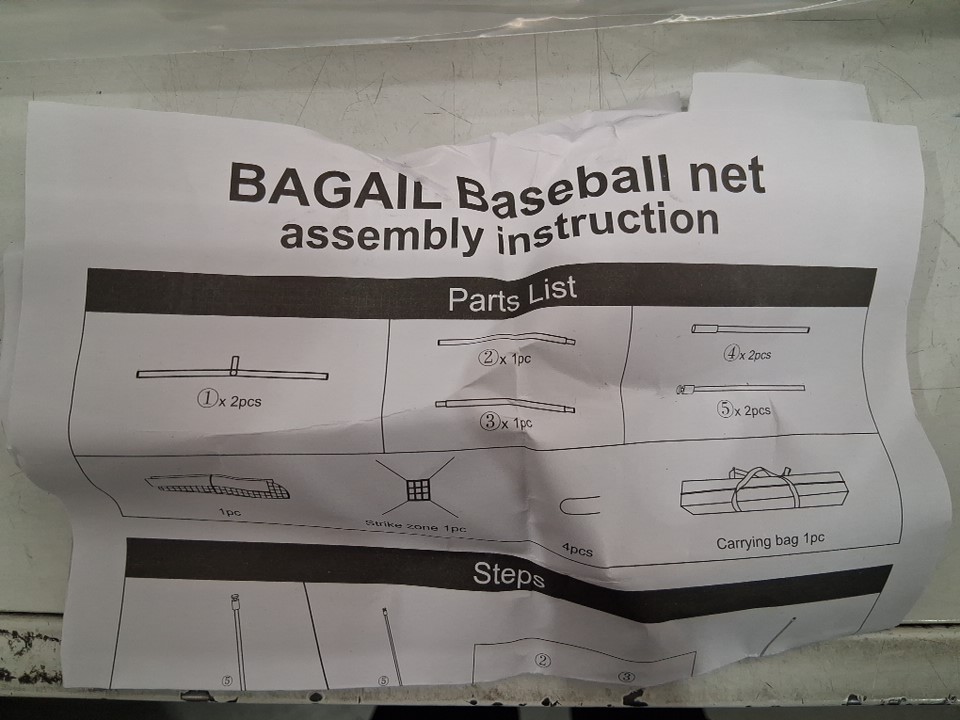 BAGAIL Baseball net
assembly instruction
Parts List
①x 2pcs
②x 1pc
③x 1pc
④x 2pcs
⑤x 2pcs
1pc
Strike zone 1pc
4pcs
Carrying bag 1pc
Steps
⑤
⑤
②
③